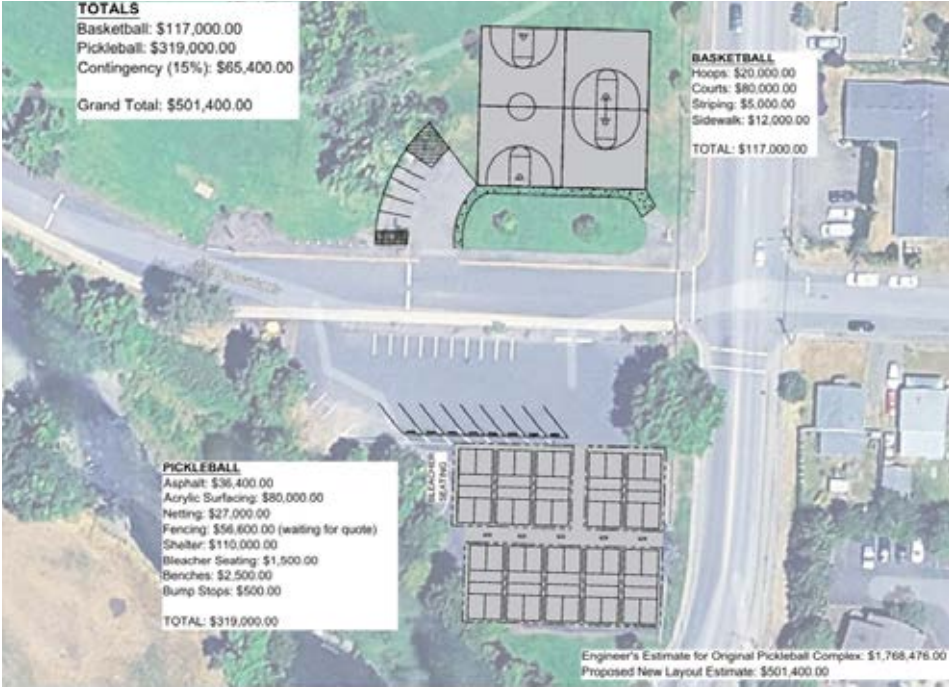 TOTALS
Basketball: $117,000.00
Pickleball: $319,000.00
Contingency (15%): $65,400.00
Grand Total: $501,400.00
BASKETBALL
Hoops: $20,000.00
Courts: $80,000.00
Striping: $5,000.00
Sidewalk: $12,000.00
TOTAL: $117,000.00
PICKLEBALL
Asphalt: $36,400.00
Acrylic Surfacing: $80,000.00
Netting: $27,000.00
Fencing: $56,600.00 (waiting for quote)
Shelter: $110,000.00
Bleacher Seating: $1,500.00
Benches: $2,500.00
Bump Stops: $500.00
TOTAL: $319,000.00
BLEACHER
SEATING
Engineer's Estimate for Original Pickleball Complex: $1,768,476.00
Proposed New Layout Estimate: $501,400.00